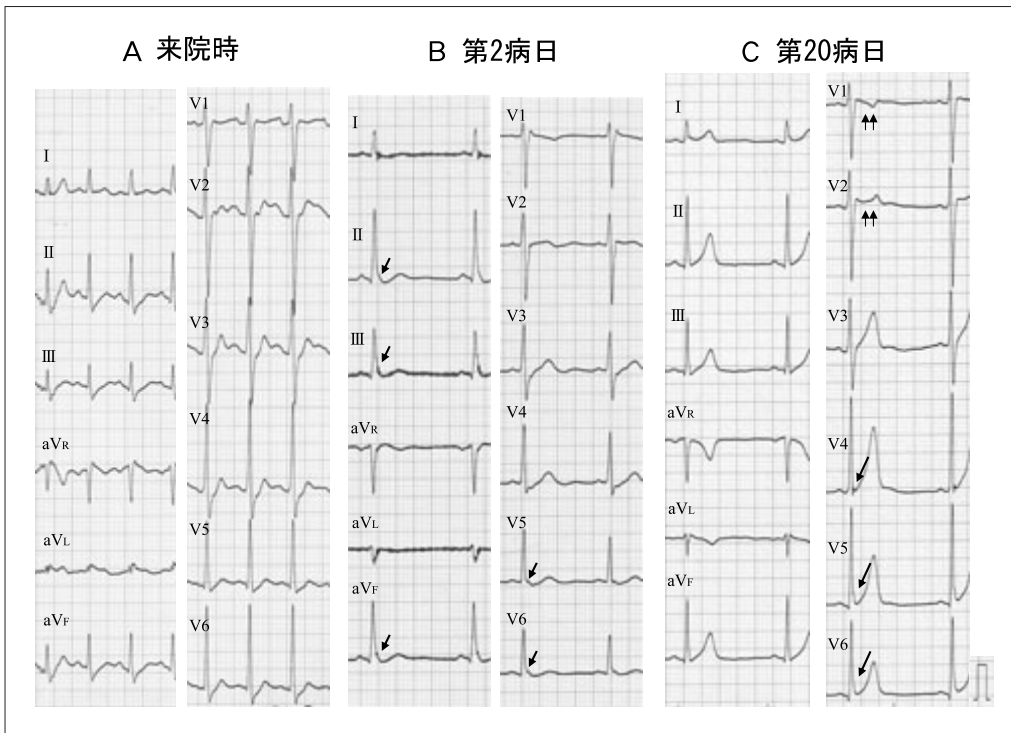 A 来院時
I
II
III
aVR
aVL
aVF
V1
V2
V3
V4
V5
V6
B 第2病日
I
II
III
aVR
aVL
aVF
V1
V2
V3
V4
V5
V6
C 第20病日
I
II
III
aVR
aVL
aVF
V1
V2
V3
V4
V5
V6